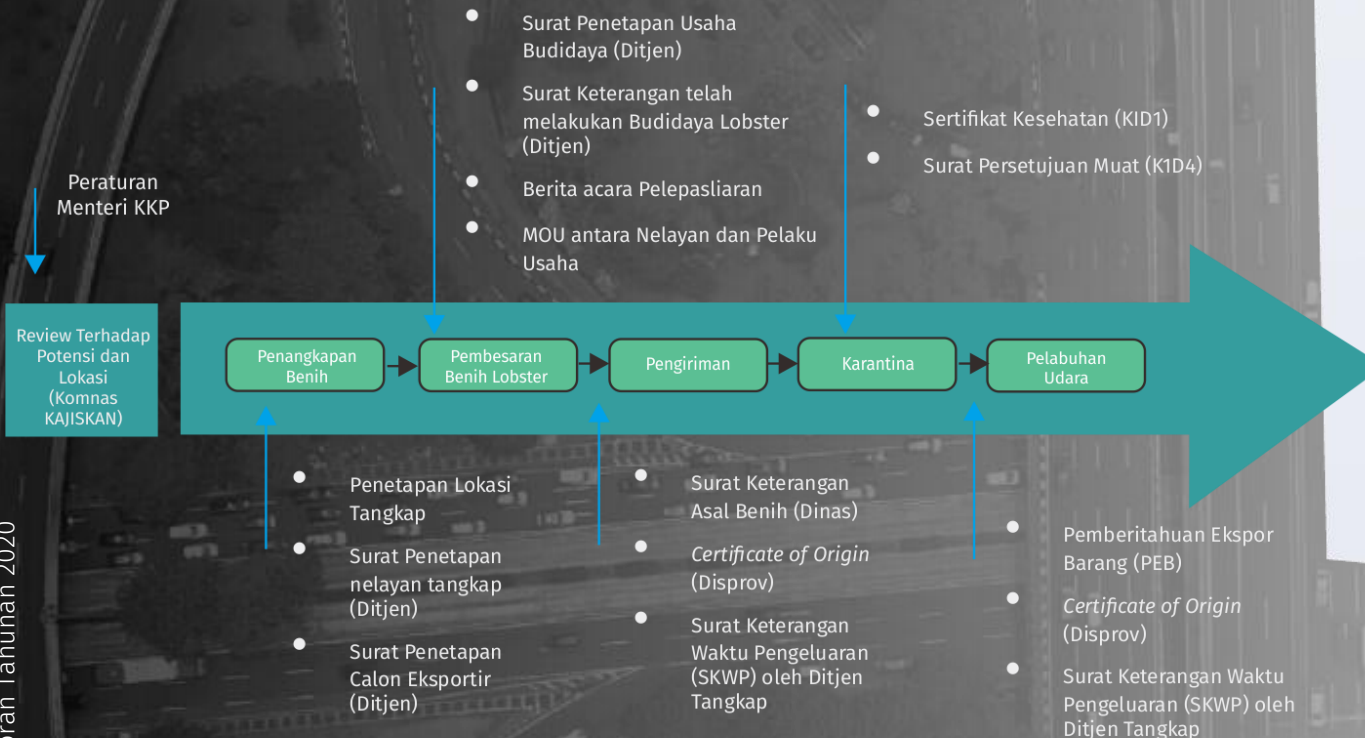 Surat Penetapan Usaha
Budidaya (Ditjen)
Surat Keterangan telah
melakukan Budidaya Lobster
(Ditjen)
Berita acara Pelepasliaran
MOU antara Nelayan dan Pelaku
Usaha
Sertifikat Kesehatan (KID1)
Surat Persetujuan Muat (K1D4)
Peraturan
Menteri KKP
Review Terhadap
Potensi dan
Lokasi
(Komnas
KAJISKAN)
Penangkapan
Benih
Pembesaran
Benih Lobster
Pengiriman
Karantina
Pelabuhan
Udara
Penetapan Lokasi
Tangkap
Surat Penetapan
nelayan tangkap
(Ditjen)
Surat Penetapan
Calon Eksportir
(Ditjen)
Surat Keterangan
Asal Benih (Dinas)
Certificate of Origin
(Disprov)
Surat Keterangan
Waktu Pengeluaran
(SKWP) oleh Ditjen
Tangkap
Pemberitahuan Ekspor
Barang (PEB)
Certificate of Origin
(Disprov)
Surat Keterangan Waktu
Pengeluaran (SKWP) oleh
Ditjen Tangkap
oran Tahunan 2020